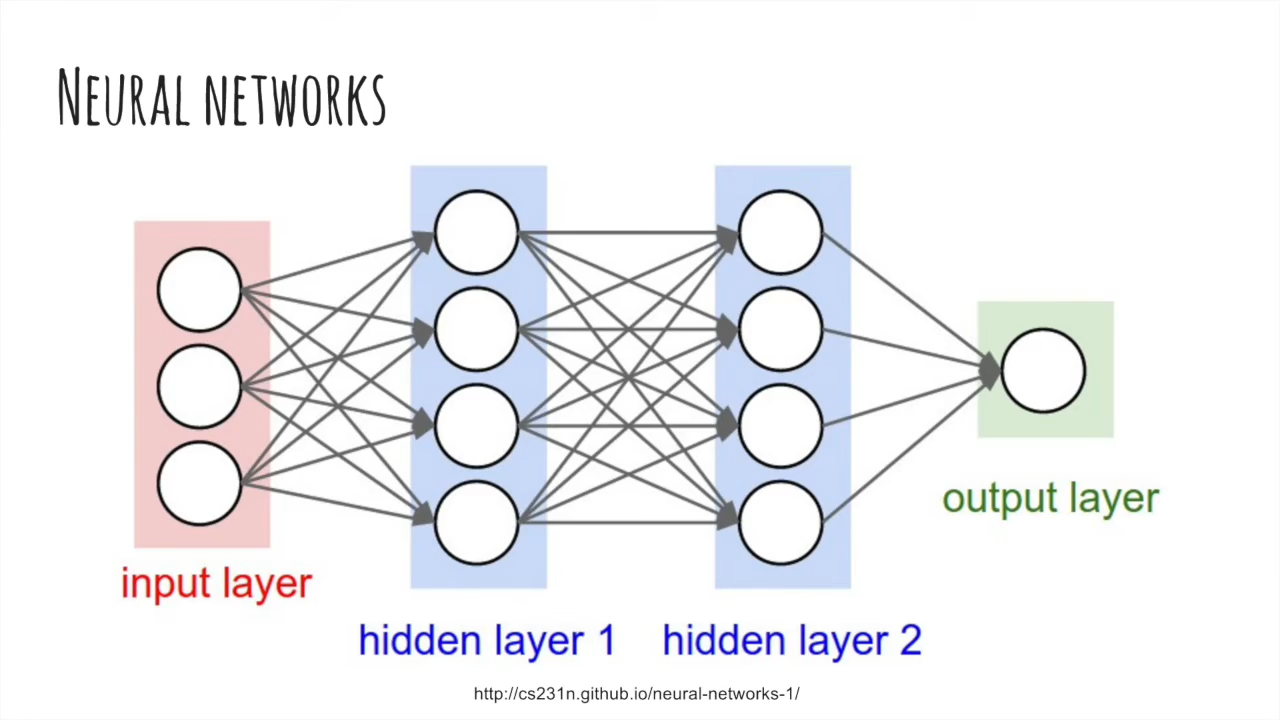 Neural networks
input layer
hidden layer 1
hidden layer 2
output layer
http://cs231n.github.io/neural-networks-1/